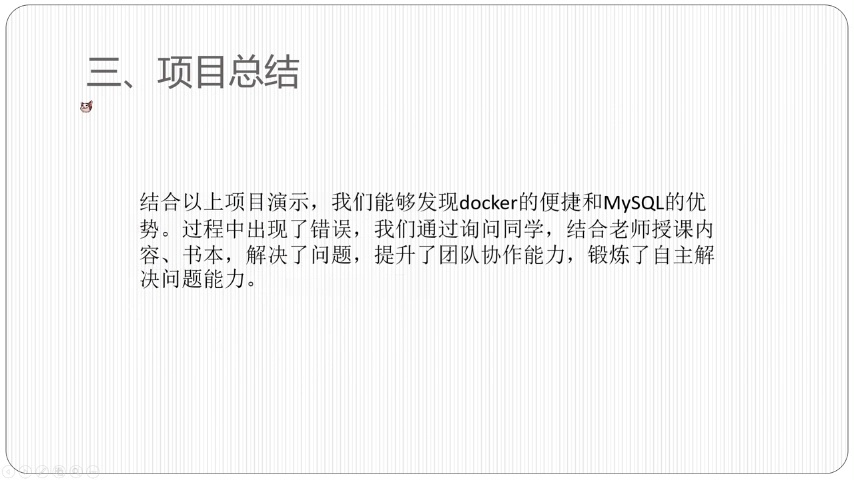 三、项目总结
结合以上项目演示，我们能够发现docker的便捷和MySQL的优
势。过程中出现了错误，我们通过询问同学，结合老师授课内
容、书本，解决了问题，提升了团队协作能力，锻炼了自主解
决问题能力。